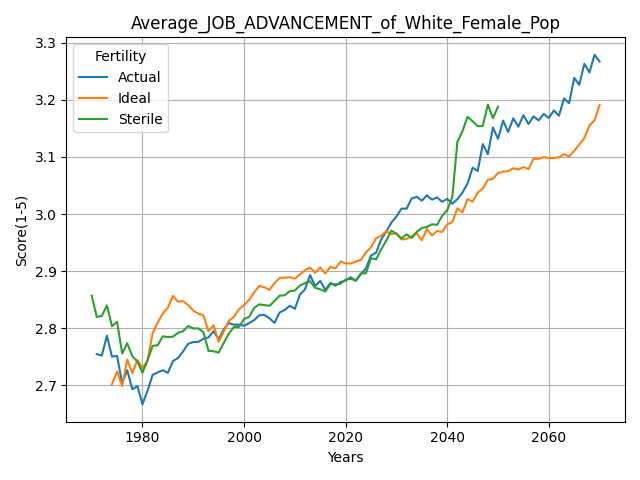 Average_JOB_ADVANCEMENT_of_White_Female_Pop
Fertility
Actual
Ideal
Sterile
Score(1-5)
3.3
3.2
3.1
3.0
2.9
2.8
2.7
1980 2000 2020 2040 2060
Years